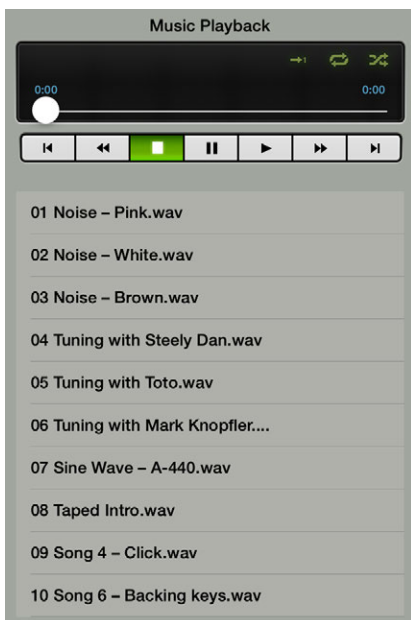 Music Playback
0:00 0:00
01 Noise – Pink.wav
02 Noise – White.wav
03 Noise – Brown.wav
04 Tuning with Steely Dan.wav
05 Tuning with Toto.wav
06 Tuning with Mark Knopfler....
07 Sine Wave – A-440.wav
08 Taped Intro.wav
09 Song 4 – Click.wav
10 Song 6 – Backing keys.wav